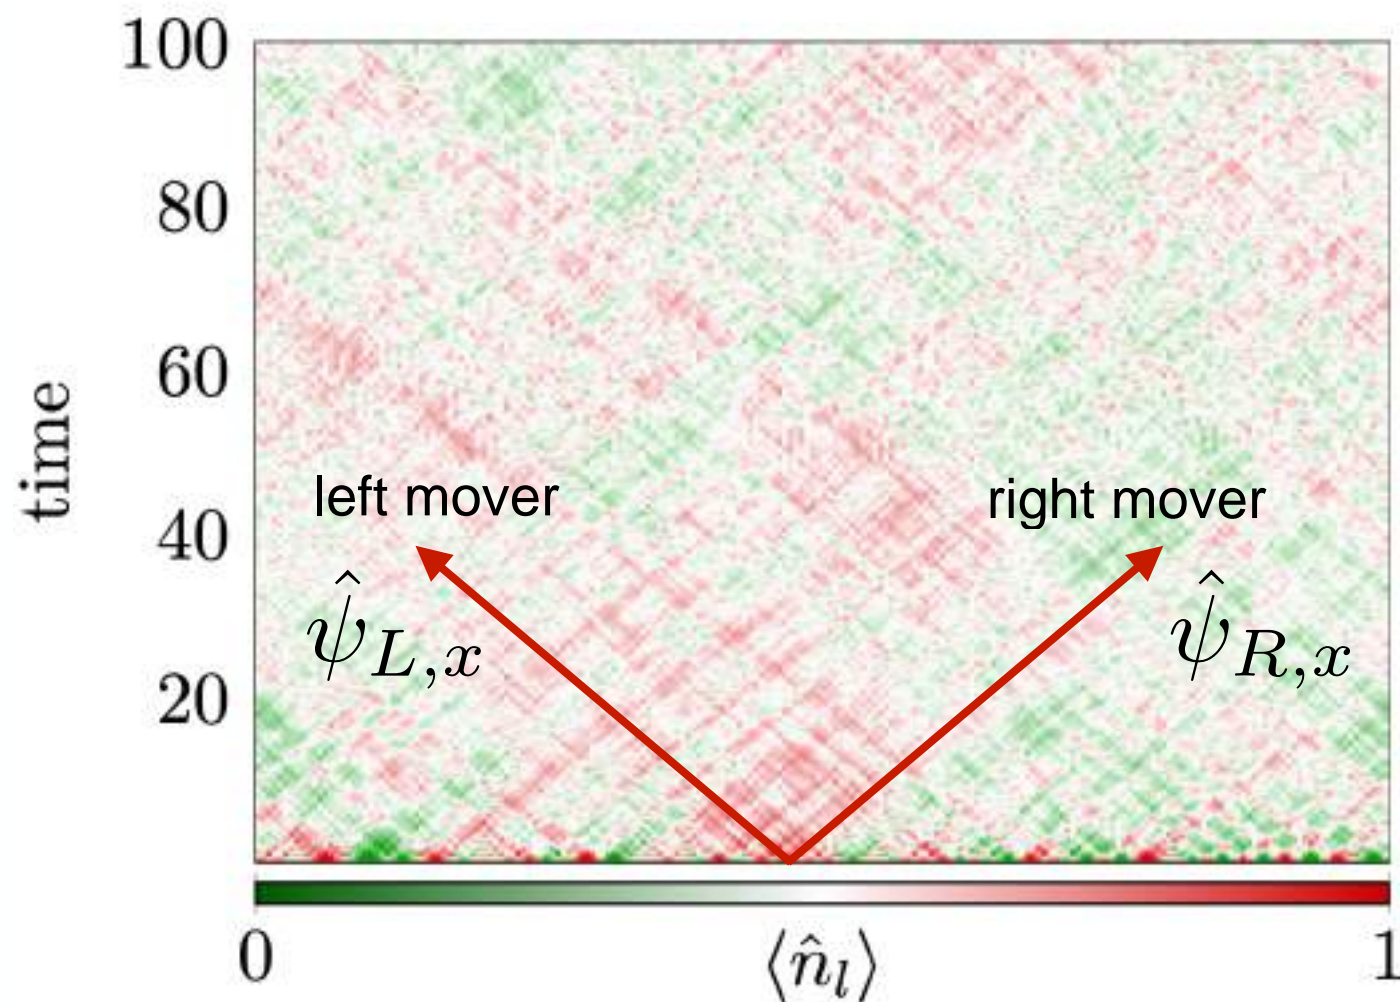 100
80
60
40
20
time
left mover
right mover
ψ̂_{L,x}
ψ̂_{R,x}
0
⟨n̂_l⟩
1